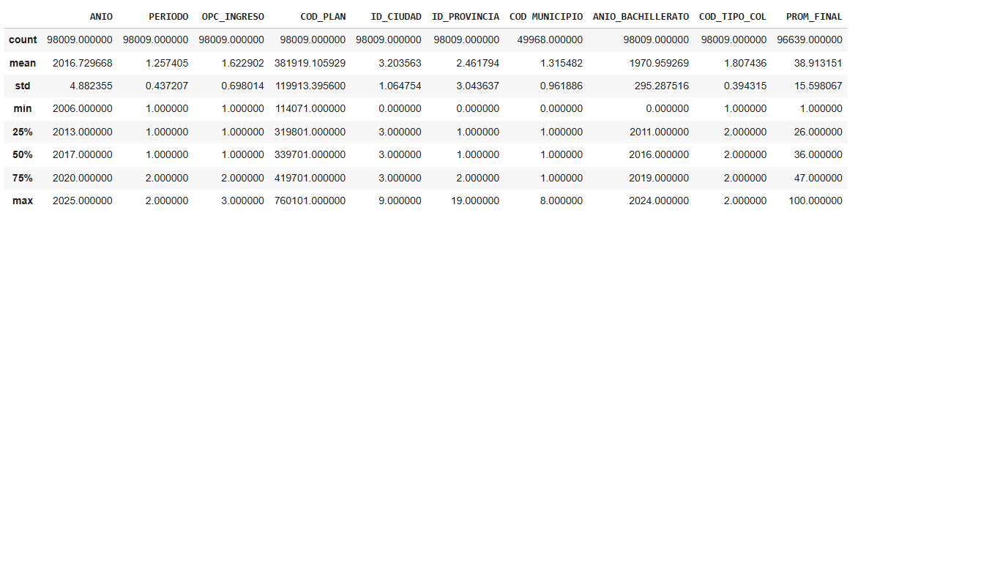 ANIO PERIODO OPC_INGRESO COD_PLAN ID_CIUDAD ID_PROVINCIA COD MUNICIPIO ANIO_BACHILLERATO COD_TIPO_COL PROM_FINAL
count 98009.000000 98009.000000 98009.000000 98009.000000 98009.000000 98009.000000 49968.000000 98009.000000 98009.000000 96639.000000
mean 2016.729668 1.257405 1.622902 381919.105929 3.203563 2.461794 1.315482 1970.959269 1.807436 38.913151
std 4.882355 0.437207 0.698014 119913.395600 1.064754 3.043637 0.961886 295.287516 0.394315 15.598067
min 2006.000000 1.000000 1.000000 114071.000000 0.000000 0.000000 0.000000 0.000000 1.000000 1.000000
25% 2013.000000 1.000000 1.000000 319801.000000 3.000000 1.000000 1.000000 2011.000000 2.000000 26.000000
50% 2017.000000 1.000000 1.000000 339701.000000 3.000000 1.000000 1.000000 2016.000000 2.000000 36.000000
75% 2020.000000 2.000000 2.000000 419701.000000 3.000000 2.000000 1.000000 2019.000000 2.000000 47.000000
max 2025.000000 2.000000 3.000000 760101.000000 9.000000 19.000000 8.000000 2024.000000 2.000000 100.000000